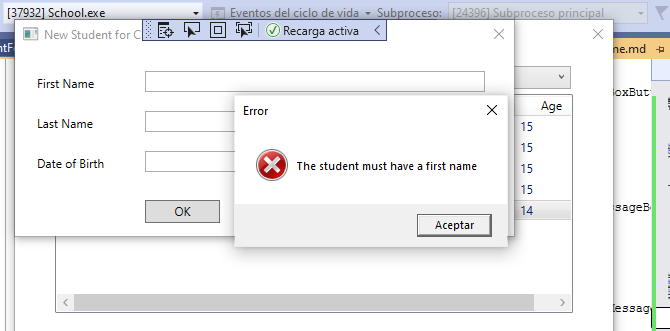 [37932] School.exe
Eventos del ciclo de vida
Subproceso:
[24396] Subproceso principal
New Student for C
Recarga activa
me.md
First Name
Last Name
Date of Birth
OK
Error
The student must have a first name
Aceptar
Age
15
15
15
15
14
oxButt
ssageBo
Message